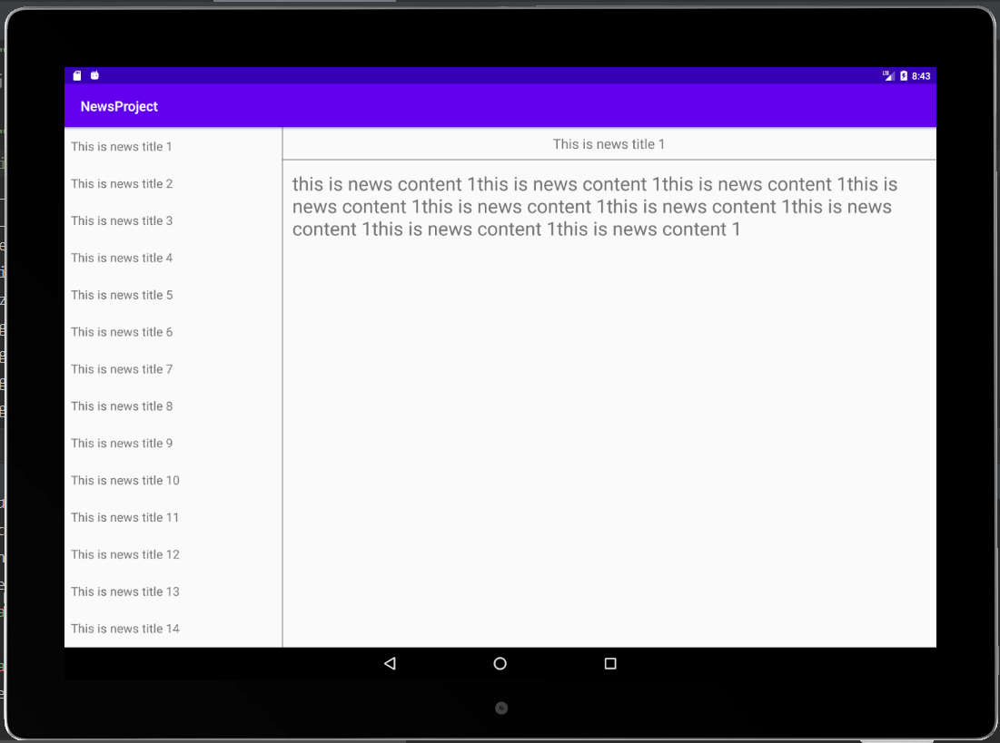 LTE 8:43
NewsProject
This is news title 1
This is news title 2
This is news title 3
This is news title 4
This is news title 5
This is news title 6
This is news title 7
This is news title 8
This is news title 9
This is news title 10
This is news title 11
This is news title 12
This is news title 13
This is news title 14
This is news title 1
this is news content 1this is news content 1this is news content 1this is
news content 1this is news content 1this is news content 1this is news
content 1this is news content 1this is news content 1